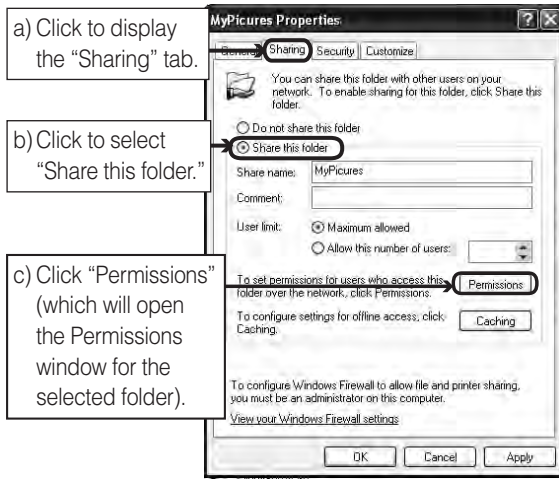 a) Click to display
the “Sharing” tab.
b) Click to select
“Share this folder.”
c) Click “Permissions”
(which will open
the Permissions
window for the
selected folder).
MyPicures Properties
General Sharing Security Customize
You can share this folder with other users on your
network. To enable sharing for this folder, click Share this
folder.
Do not share this folder
Share this folder
Share name: MyPicures
Comment:
User limit: Maximum allowed
Allow this number of users:
To set permissions for users who access this
folder over the network, click Permissions.
Permissions
To configure settings for offline access, click
Caching.
Caching
To configure Windows Firewall to allow file and printer sharing,
you must be an administrator on this computer.
View your Windows Firewall settings
OK Cancel Apply